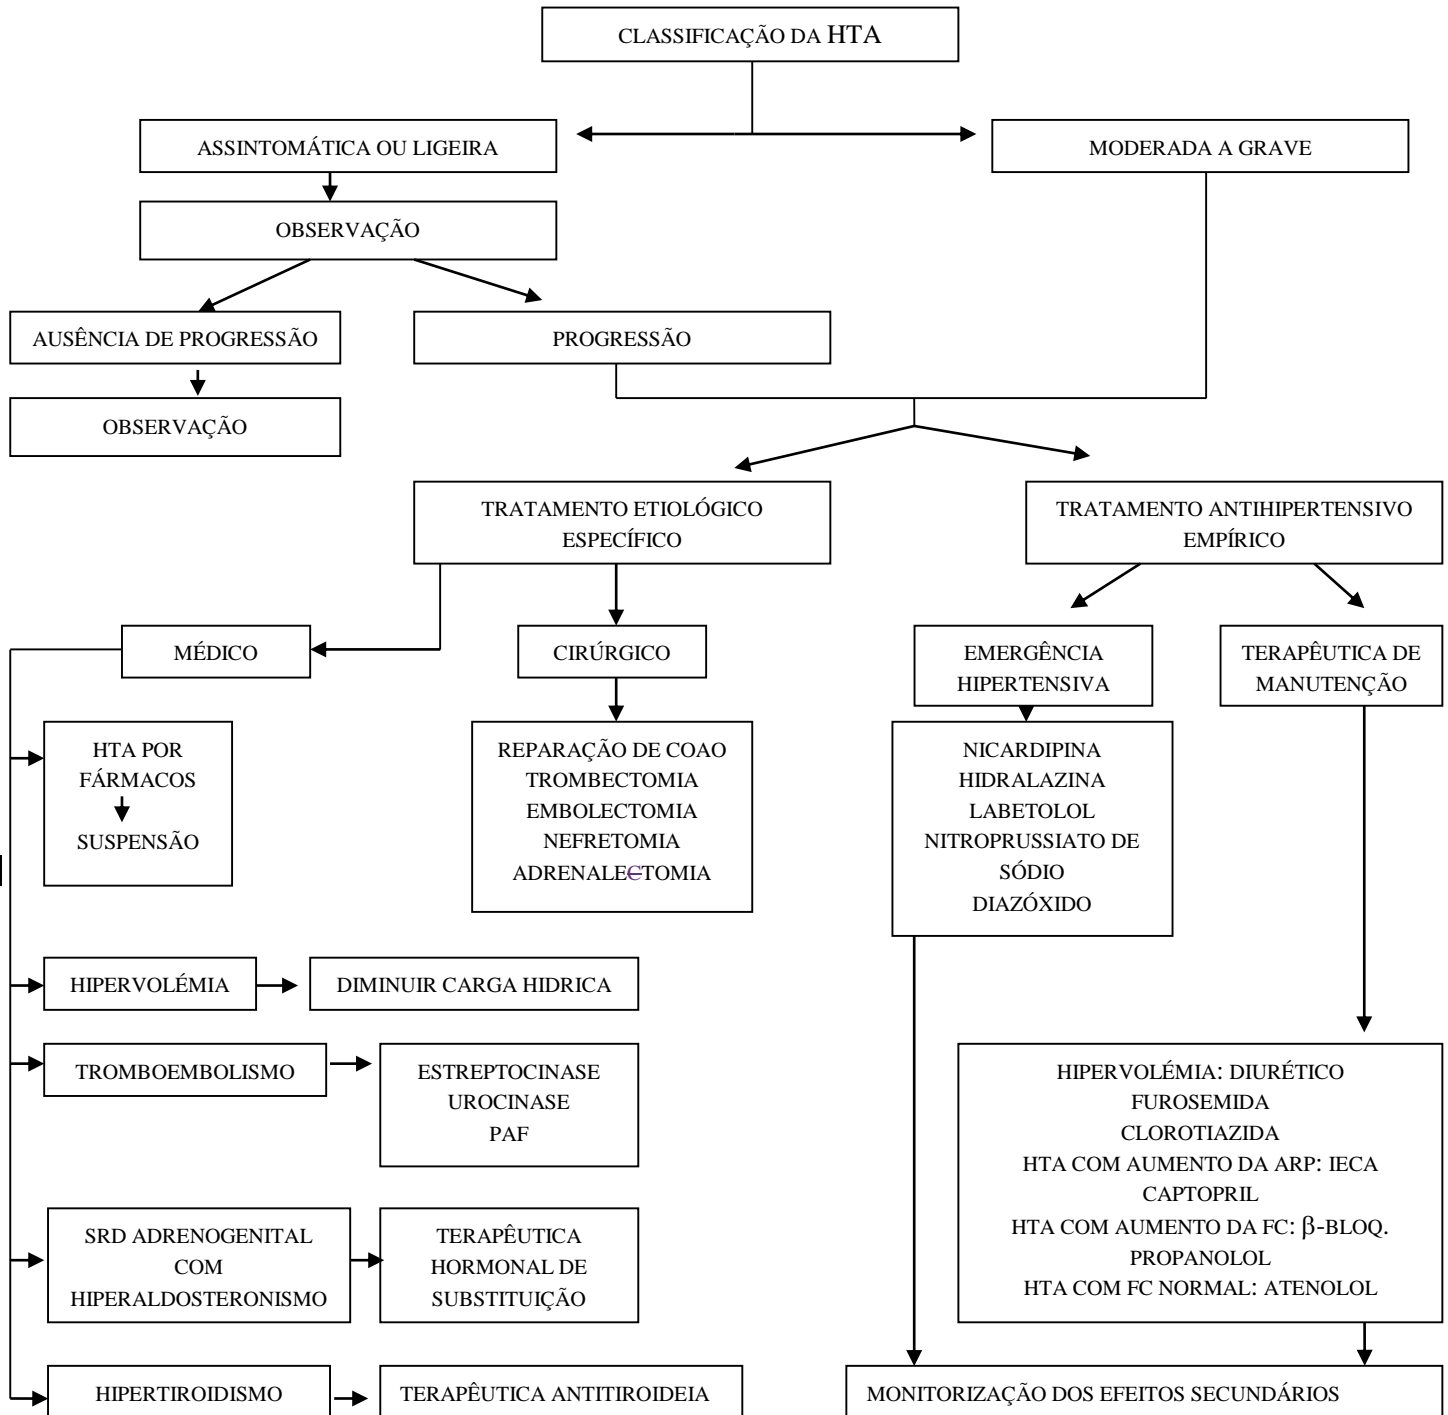 CLASSIFICAÇÃO DA HTA
ASSINTOMÁTICA OU LIGEIRA
MODERADA A GRAVE
OBSERVAÇÃO
AUSÊNCIA DE PROGRESSÃO
PROGRESSÃO
OBSERVAÇÃO
TRATAMENTO ETIOLÓGICO
ESPECÍFICO
TRATAMENTO ANTIHIPERTENSIVO
EMPÍRICO
MÉDICO
CIRÚRGICO
EMERGÊNCIA
HIPERTENSIVA
TERAPÊUTICA DE
MANUTENÇÃO
HTA POR
FÁRMACOS
SUSPENSÃO
REPARAÇÃO DE COAO
TROMBECTOMIA
EMBOLECTOMIA
NEFRETOMIA
ADRENALECTOMIA
NICARDIPINA
HIDRALAZINA
LABETOLOL
NITROPRUSSIATO DE
SÓDIO
DIAZÓXIDO
HIPERVOLÉMIA
DIMINUIR CARGA HIDRICA
TROMBOEMBOLISMO
ESTREPTOCINASE
UROCINASE
PAF
HIPERVOLÉMIA: DIURÉTICO
FUROSEMIDA
CLOROTIAZIDA
HTA COM AUMENTO DA ARP: IECA
CAPTOPRIL
HTA COM AUMENTO DA FC: β-BLOQ.
PROPANOLOL
HTA COM FC NORMAL: ATENOLOL
SRD ADRENOGENITAL
COM
HIPERALDOSTERONISMO
TERAPÊUTICA
HORMONAL DE
SUBSTITUIÇÃO
HIPERTIROIDISMO
TERAPÊUTICA ANTITIROIDEIA
MONITORIZAÇÃO DOS EFEITOS SECUNDÁRIOS